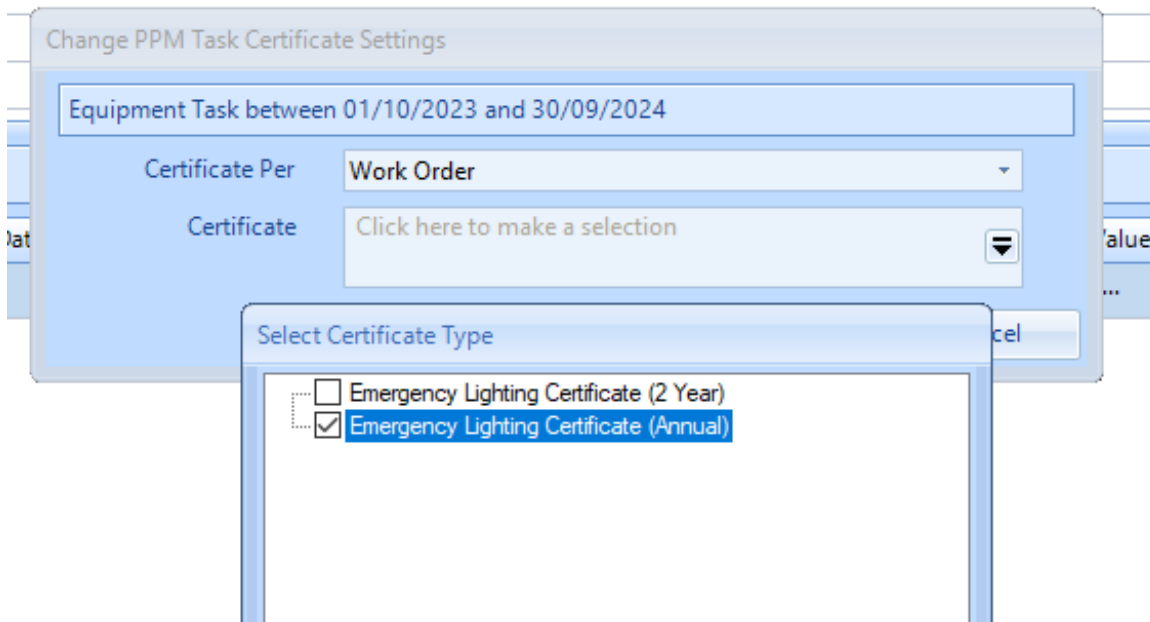 Change PPM Task Certificate Settings
Equipment Task between 01/10/2023 and 30/09/2024
Certificate Per
Work Order
Certificate
Click here to make a selection
Select Certificate Type
Emergency Lighting Certificate (2 Year)
Emergency Lighting Certificate (Annual)